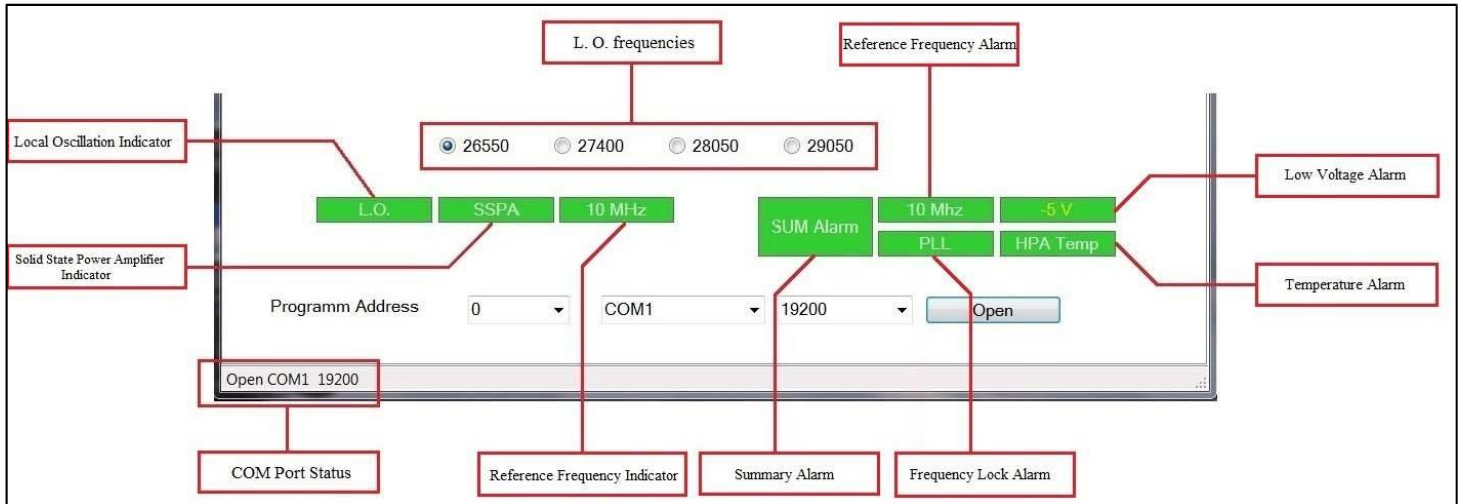 L. O. frequencies
Reference Frequency Alarm
Local Oscillation Indicator
26550 27400 28050 29050
Low Voltage Alarm
L.O. SSPA 10 MHz
SUM Alarm
10 Mhz -5 V
PLL HPA Temp
Solid State Power Amplifier
Indicator
Temperature Alarm
Programm Address 0 COM1 19200 Open
Open COM1 19200
COM Port Status
Reference Frequency Indicator
Summary Alarm
Frequency Lock Alarm